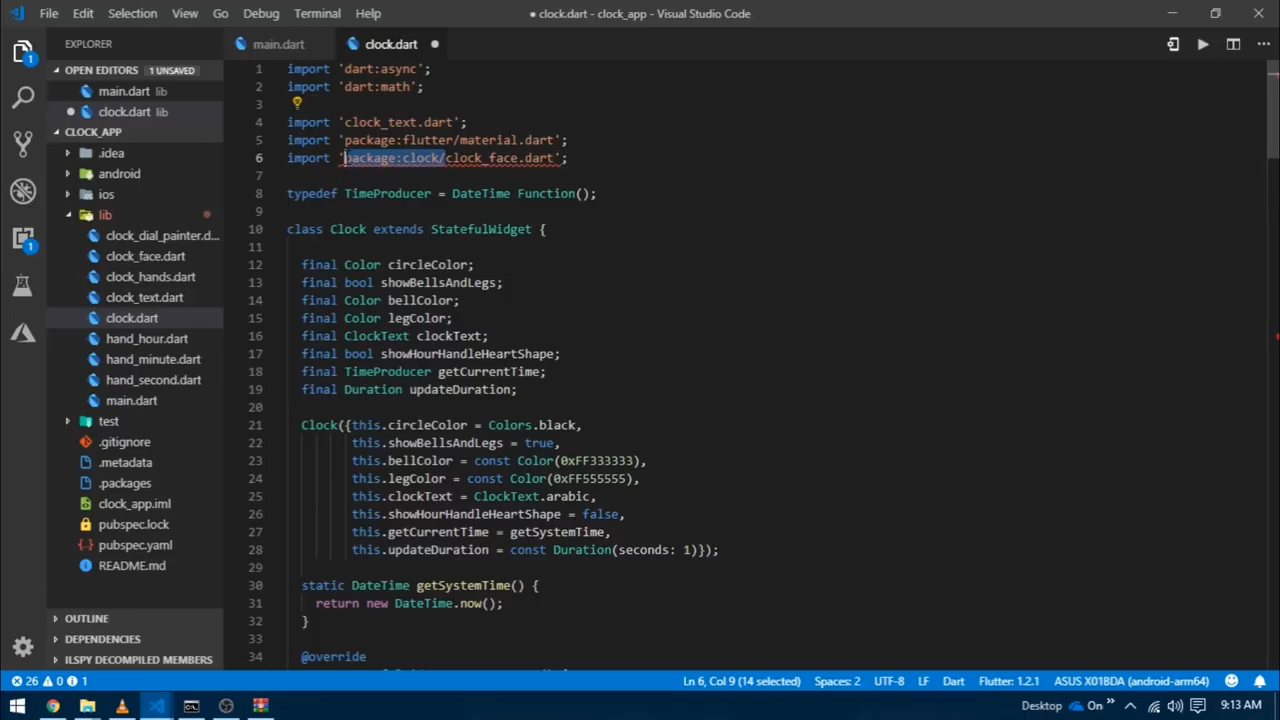 File Edit Selection View Go Debug Terminal Help
● clock.dart - clock_app - Visual Studio Code
EXPLORER
OPEN EDITORS 1 UNSAVED
main.dart lib
clock.dart lib
CLOCK_APP
.idea
android
ios
lib
clock_dial_painter.d...
clock_face.dart
clock_hands.dart
clock_text.dart
clock.dart
hand_hour.dart
hand_minute.dart
hand_second.dart
main.dart
test
.gitignore
.metadata
.packages
clock_app.iml
pubspec.lock
pubspec.yaml
README.md
OUTLINE
DEPENDENCIES
ILSPY DECOMPILED MEMBERS
1
1
main.dart clock.dart ●
1 import 'dart:async';
2 import 'dart:math';
3
4 import 'clock_text.dart';
5 import 'package:flutter/material.dart';
6 import 'package:clock/clock_face.dart';
7
8 typedef TimeProducer = DateTime Function();
9
10 class Clock extends StatefulWidget {
11
12 final Color circleColor;
13 final bool showBellsAndLegs;
14 final Color bellColor;
15 final Color legColor;
16 final ClockText clockText;
17 final bool showHourHandleHeartShape;
18 final TimeProducer getCurrentTime;
19 final Duration updateDuration;
20
21 Clock({this.circleColor = Colors.black,
22 this.showBellsAndLegs = true,
23 this.bellColor = const Color(0xFF333333),
24 this.legColor = const Color(0xFF555555),
25 this.clockText = ClockText.arabic,
26 this.showHourHandleHeartShape = false,
27 this.getCurrentTime = getSystemTime,
28 this.updateDuration = const Duration(seconds: 1)});
29
30 static DateTime getSystemTime() {
31 return new DateTime.now();
32 }
33
34 @override
26 0 1
Ln 6, Col 9 (14 selected) Spaces: 2 UTF-8 LF Dart Flutter: 1.2.1 ASUS X01BDA (android-arm64)
Desktop On 9:13 AM